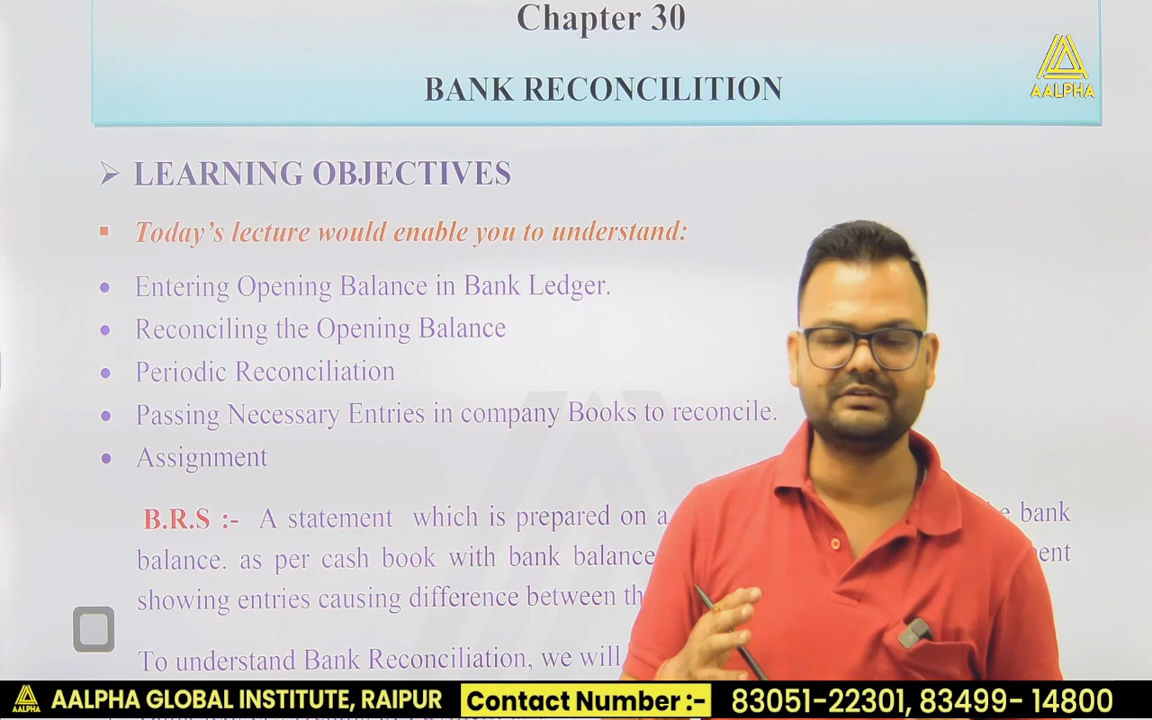 Chapter 30
AALPHA
BANK RECONCILITION
LEARNING OBJECTIVES
Today's lecture would enable you to understand:
Entering Opening Balance in Bank Ledger.
Reconciling the Opening Balance
Periodic Reconciliation
Passing Necessary Entries in company Books to reconcile.
Assignment
B.R.S :- A statement which is prepared on a bank
balance. as per cash book with bank balance
showing entries causing difference between
To understand Bank Reconciliation, we will
AALPHA GLOBAL INSTITUTE, RAIPUR Contact Number :- 83051-22301, 83499- 14800